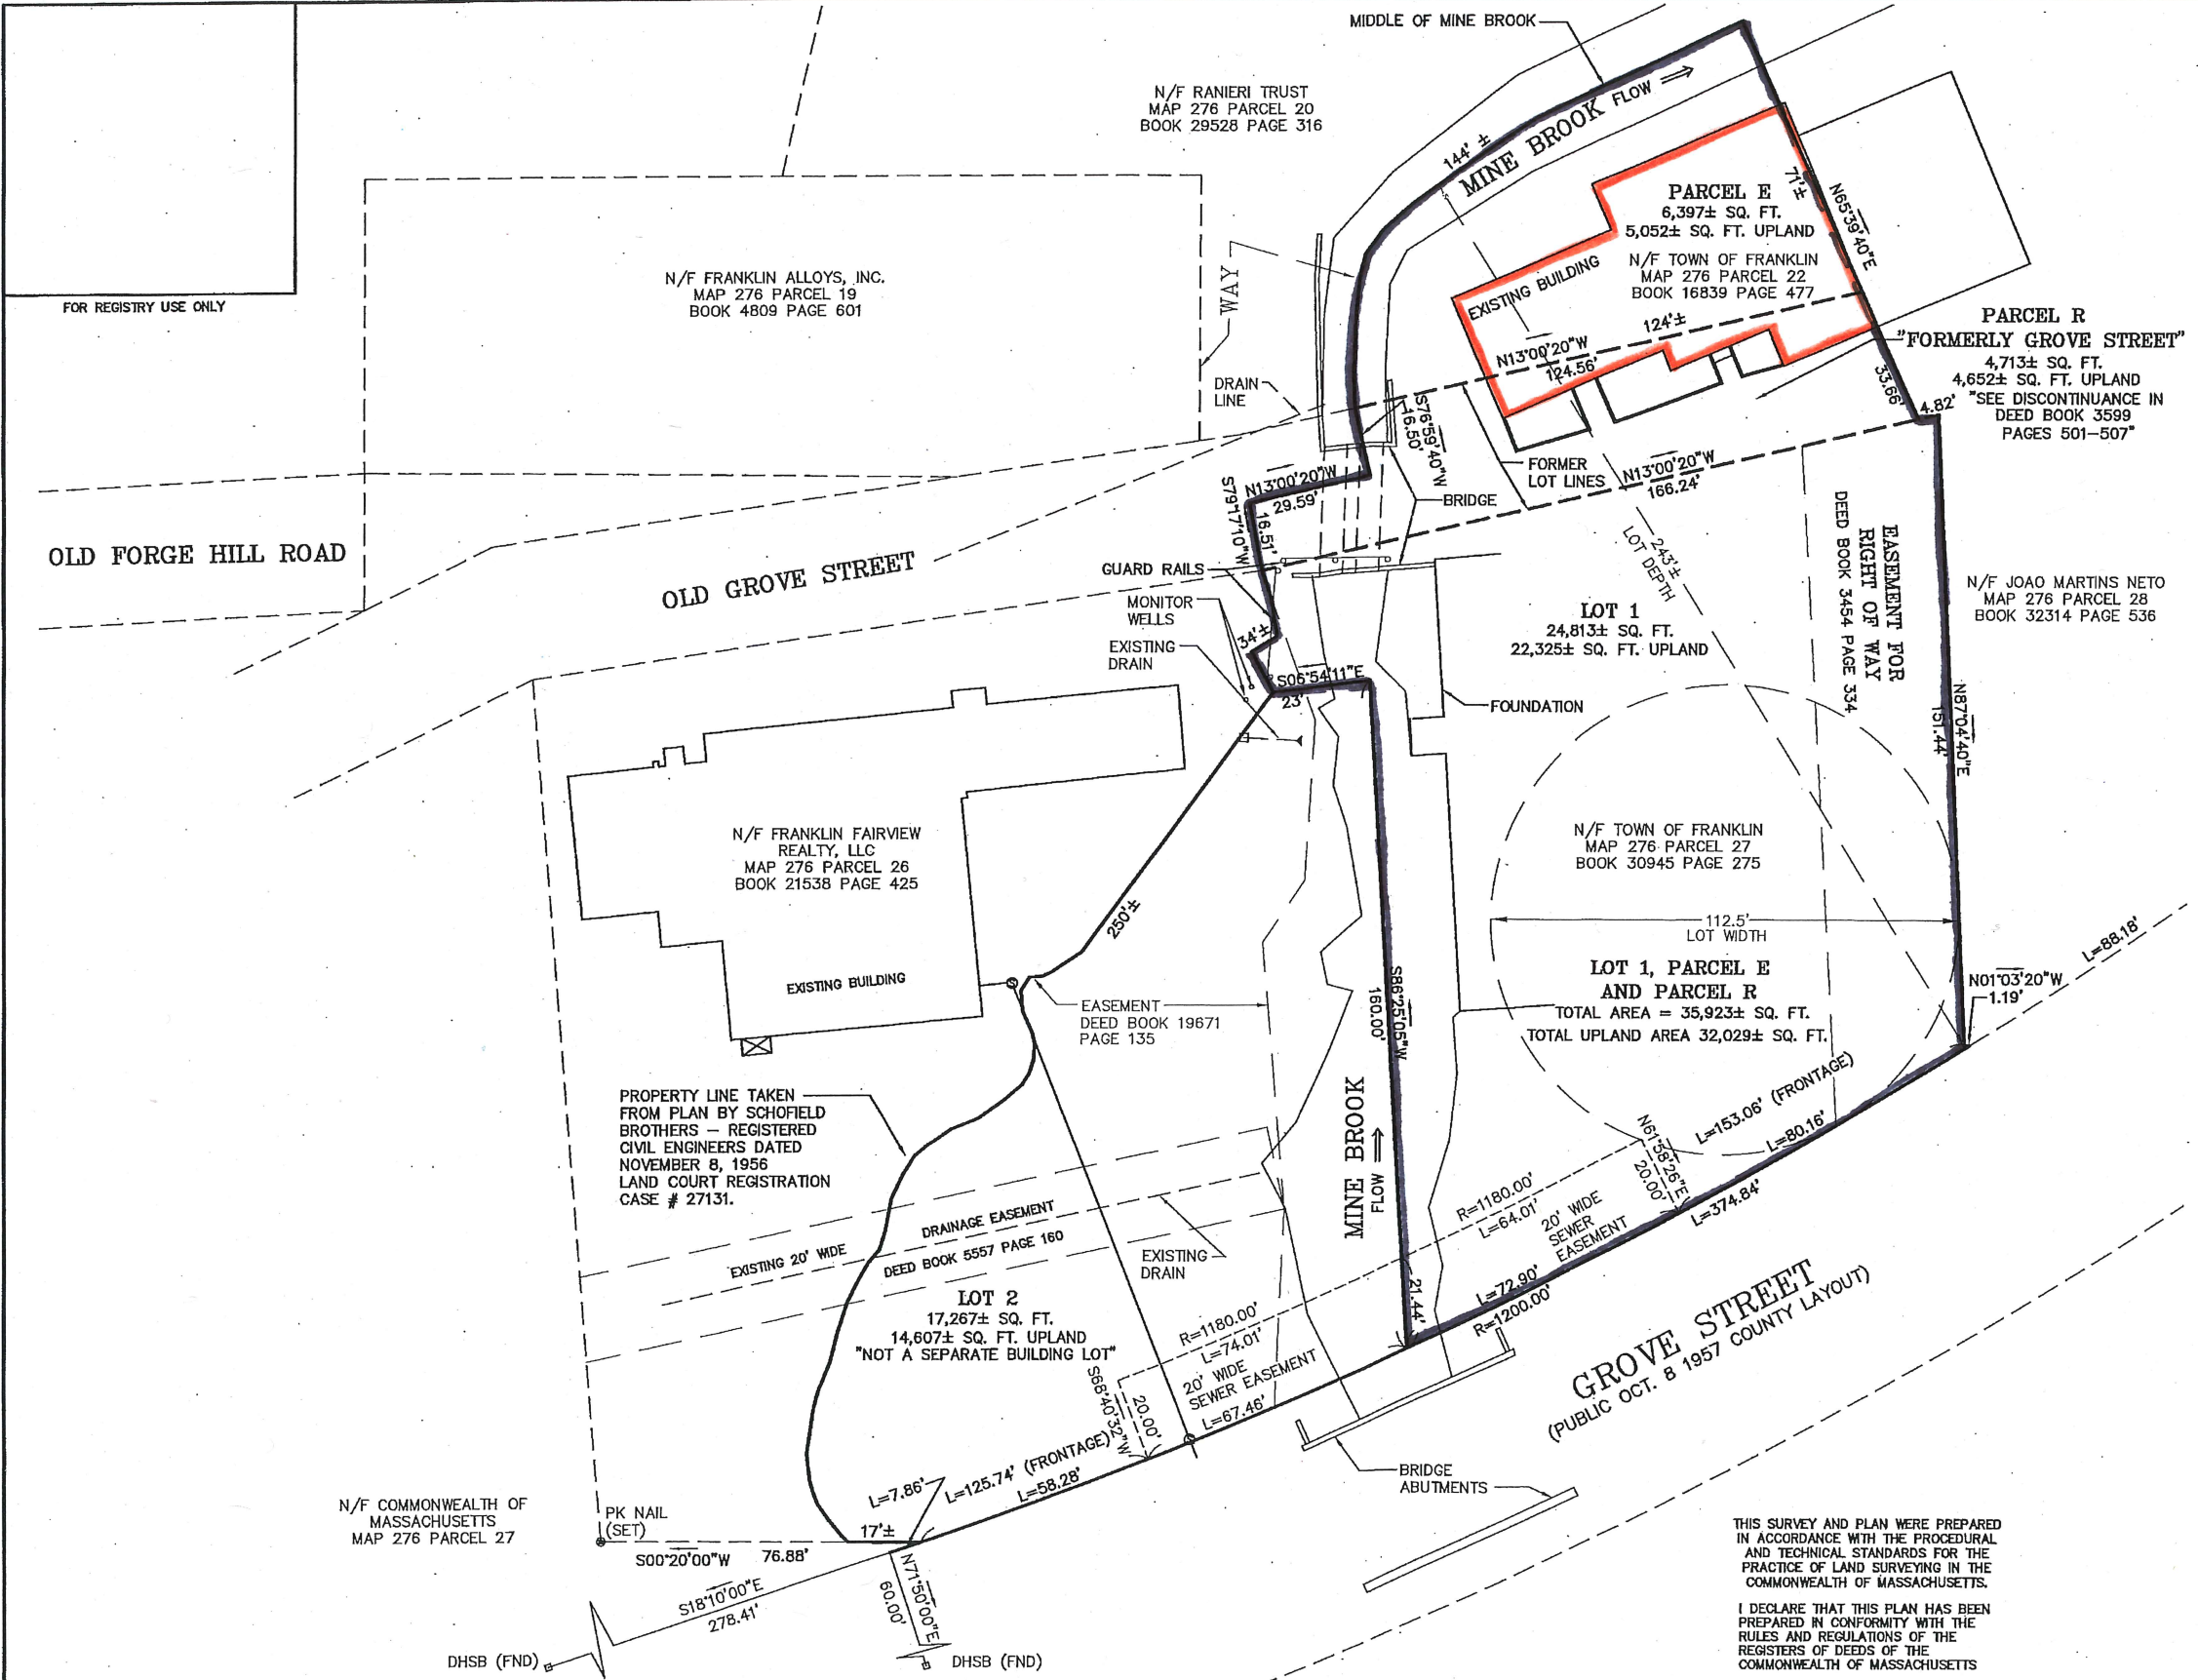 MIDDLE OF MINE BROOK
N/F RANIERI TRUST
MAP 276 PARCEL 20
BOOK 29528 PAGE 316
FLOW
MINE BROOK
144' ±
FOR REGISTRY USE ONLY
N/F FRANKLIN ALLOYS, INC.
MAP 276 PARCEL 19
BOOK 4809 PAGE 601
WAY
DRAIN
LINE
PARCEL E
6,397± SQ. FT.
5,052± SQ. FT. UPLAND
N/F TOWN OF FRANKLIN
MAP 276 PARCEL 22
BOOK 16839 PAGE 477
EXISTING BUILDING
71'±
N65°39'40"E
124'±
N13°00'20"W
124.56'
PARCEL R
"FORMERLY GROVE STREET"
4,713± SQ. FT.
4,652± SQ. FT. UPLAND
"SEE DISCONTINUANCE IN
DEED BOOK 3599
PAGES 501-507"
33.66'
4.82'
S76°59'40"W
16.50'
FORMER
LOT LINES
N13°00'20"W
166.24'
BRIDGE
N13°00'20"W
29.59'
S79°17'10"W
16.51'
OLD FORGE HILL ROAD
OLD GROVE STREET
GUARD RAILS
MONITOR
WELLS
EXISTING
DRAIN
34'±
S06°54'11"E
23'
243'±
LOT DEPTH
LOT 1
24,813± SQ. FT.
22,325± SQ. FT. UPLAND
FOUNDATION
EASEMENT FOR
RIGHT OF WAY
DEED BOOK 3454 PAGE 334
N/F JOAO MARTINS NETO
MAP 276 PARCEL 28
BOOK 32314 PAGE 536
N87°04'40"E
151.44'
N/F FRANKLIN FAIRVIEW
REALTY, LLC
MAP 276 PARCEL 26
BOOK 21538 PAGE 425
EXISTING BUILDING
250'±
N/F TOWN OF FRANKLIN
MAP 276 PARCEL 27
BOOK 30945 PAGE 275
112.5'
LOT WIDTH
LOT 1, PARCEL E
AND PARCEL R
TOTAL AREA = 35,923± SQ. FT.
TOTAL UPLAND AREA 32,029± SQ. FT.
L=88.18'
N01°03'20"W
1.19'
EASEMENT
DEED BOOK 19671
PAGE 135
S86°25'05"W
160.00'
MINE BROOK
FLOW
PROPERTY LINE TAKEN
FROM PLAN BY SCHOFIELD
BROTHERS – REGISTERED
CIVIL ENGINEERS DATED
NOVEMBER 8, 1956
LAND COURT REGISTRATION
CASE # 27131.
L=153.06' (FRONTAGE)
L=80.16'
N61°58'26"E
20.00'
R=1180.00'
L=64.01'
20' WIDE
SEWER
EASEMENT
L=374.84'
EXISTING 20' WIDE
DRAINAGE EASEMENT
DEED BOOK 5557 PAGE 160
EXISTING
DRAIN
LOT 2
17,267± SQ. FT.
14,607± SQ. FT. UPLAND
"NOT A SEPARATE BUILDING LOT"
21.44'
L=72.90'
R=1200.00'
R=1180.00'
L=74.01'
20' WIDE
SEWER EASEMENT
L=67.46'
S68°40'32"W
20.00'
GROVE STREET
(PUBLIC OCT. 8 1957 COUNTY LAYOUT)
L=7.86'
L=125.74' (FRONTAGE)
L=58.28'
BRIDGE
ABUTMENTS
N/F COMMONWEALTH OF
MASSACHUSETTS
MAP 276 PARCEL 27
PK NAIL
(SET)
17'±
S00°20'00"W
76.88'
S18°10'00"E
278.41'
N71°50'00"E
60.00'
DHSB (FND)
DHSB (FND)
THIS SURVEY AND PLAN WERE PREPARED
IN ACCORDANCE WITH THE PROCEDURAL
AND TECHNICAL STANDARDS FOR THE
PRACTICE OF LAND SURVEYING IN THE
COMMONWEALTH OF MASSACHUSETTS.
I DECLARE THAT THIS PLAN HAS BEEN
PREPARED IN CONFORMITY WITH THE
RULES AND REGULATIONS OF THE
REGISTERS OF DEEDS OF THE
COMMONWEALTH OF MASSACHUSETTS